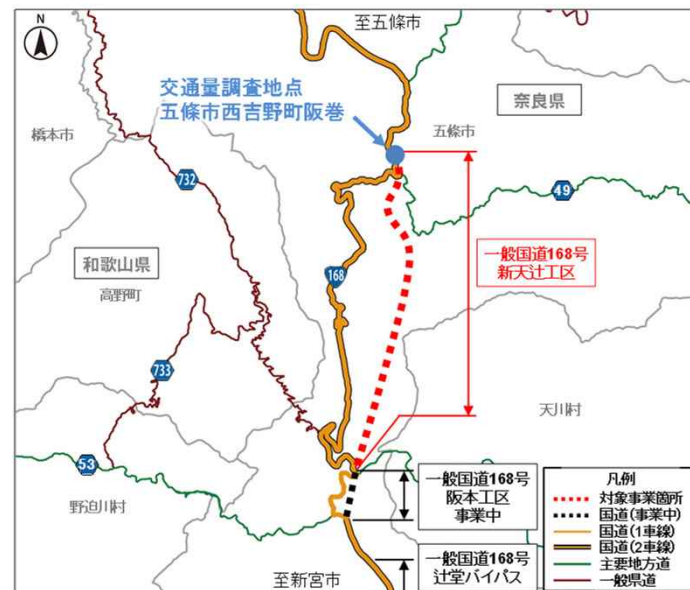 N
至五條市
交通量調査地点
五條市西吉野町阪巻
奈良県
橋本市
五條市
732
49
和歌山県
高野町
168
一般国道168号
新天辻工区
733
天川村
53
野迫川村
一般国道168号
阪本工区
事業中
一般国道168号
辻堂バイパス
至新宮市
凡例
対象事業箇所
国道(事業中)
国道(1車線)
国道(2車線)
主要地方道
一般県道